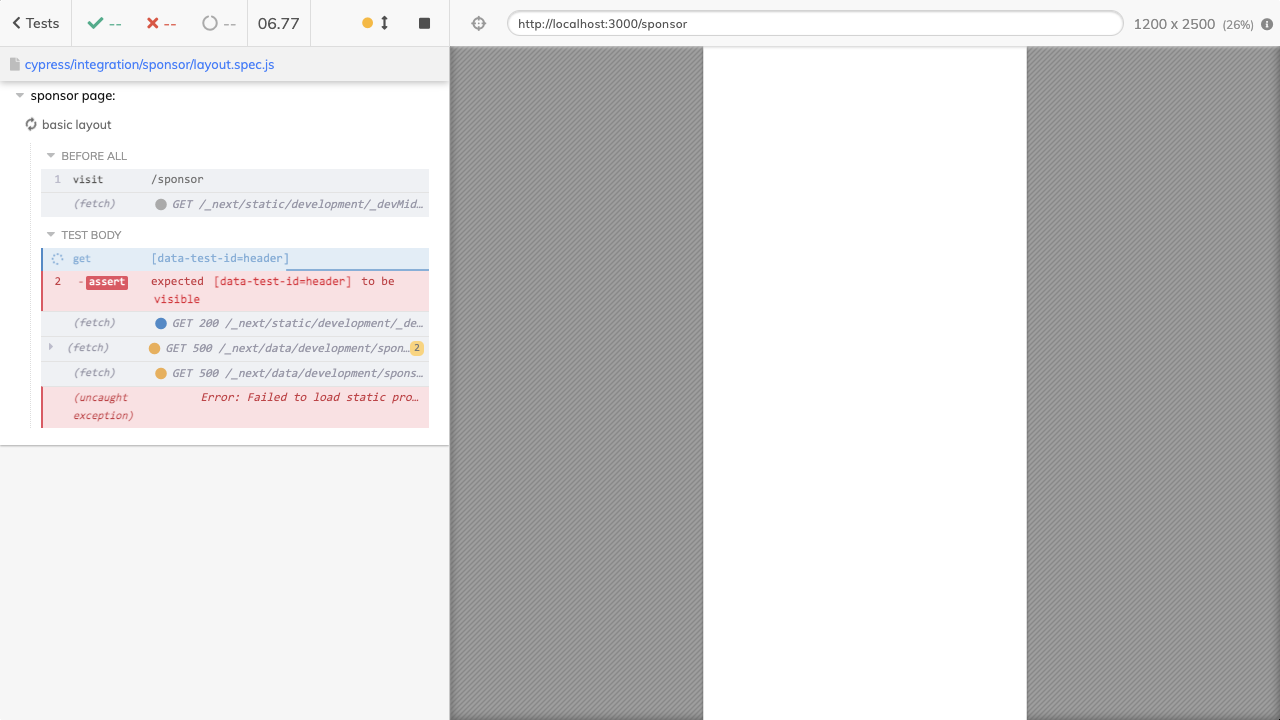 Tests -- -- -- 06.77
http://localhost:3000/sponsor 1200 x 2500 (26%)
cypress/integration/sponsor/layout.spec.js
sponsor page:
basic layout
BEFORE ALL
1 visit /sponsor
(fetch) GET /_next/static/development/_devMid…
TEST BODY
get [data-test-id=header]
2 -assert expected [data-test-id=header] to be
visible
(fetch) GET 200 /_next/static/development/_de…
(fetch) GET 500 /_next/data/development/spon… 2
(fetch) GET 500 /_next/data/development/spons…
(uncaught Error: Failed to load static pro…
exception)